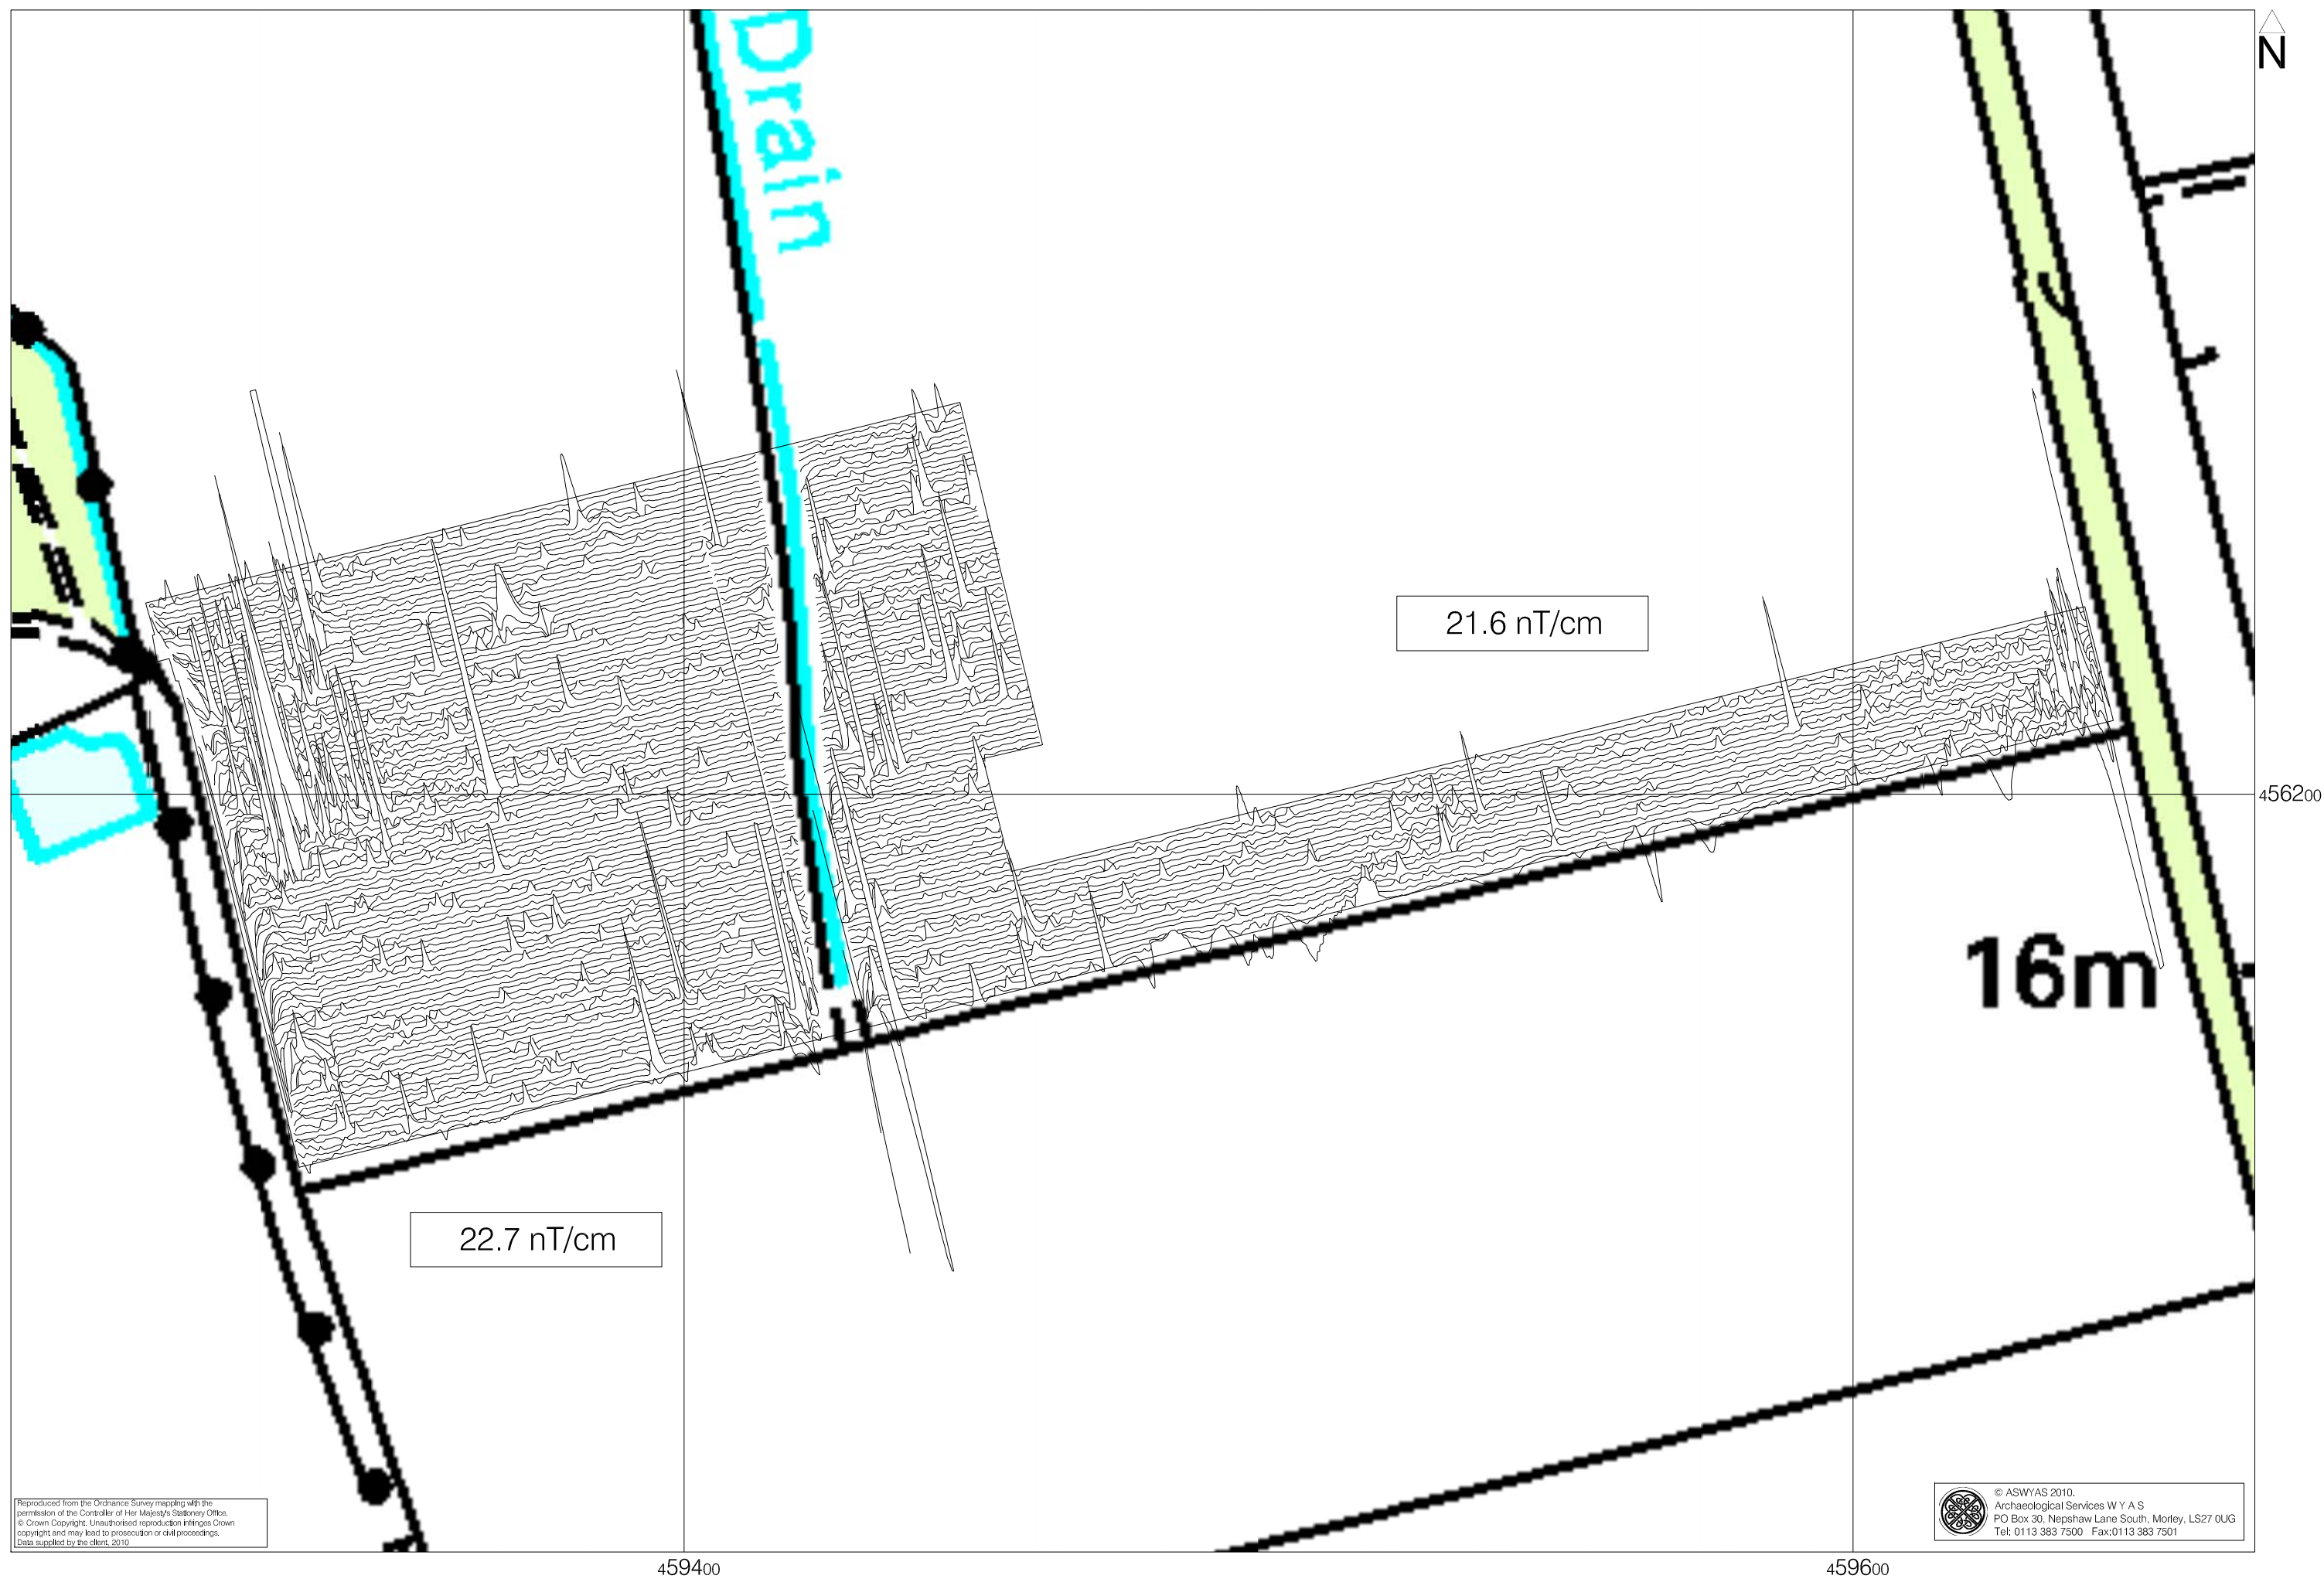 N
Drain
21.6 nT/cm
45620​0
16m
22.7 nT/cm
Reproduced from the Ordnance Survey mapping with the
permission of the Controller of Her Majesty's Stationery Office.
© Crown Copyright. Unauthorised reproduction infringes Crown
copyright and may lead to prosecution or civil proceedings.
Data supplied by the client, 2010
© ASWYAS 2010.
Archaeological Services W Y A S
PO Box 30, Nepshaw Lane South, Morley, LS27 0UG
Tel: 0113 383 7500 Fax:0113 383 7501
459400
459600